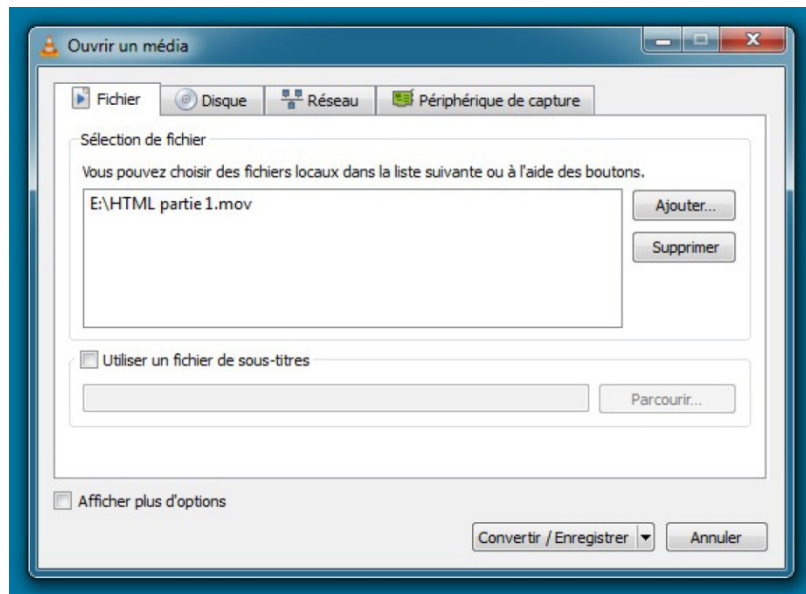 Ouvrir un média
Fichier
Disque
Réseau
Périphérique de capture
Sélection de fichier
Vous pouvez choisir des fichiers locaux dans la liste suivante ou à l'aide des boutons.
E:\HTML partie 1.mov
Ajouter...
Supprimer
Utiliser un fichier de sous-titres
Parcourir...
Afficher plus d'options
Convertir / Enregistrer
Annuler